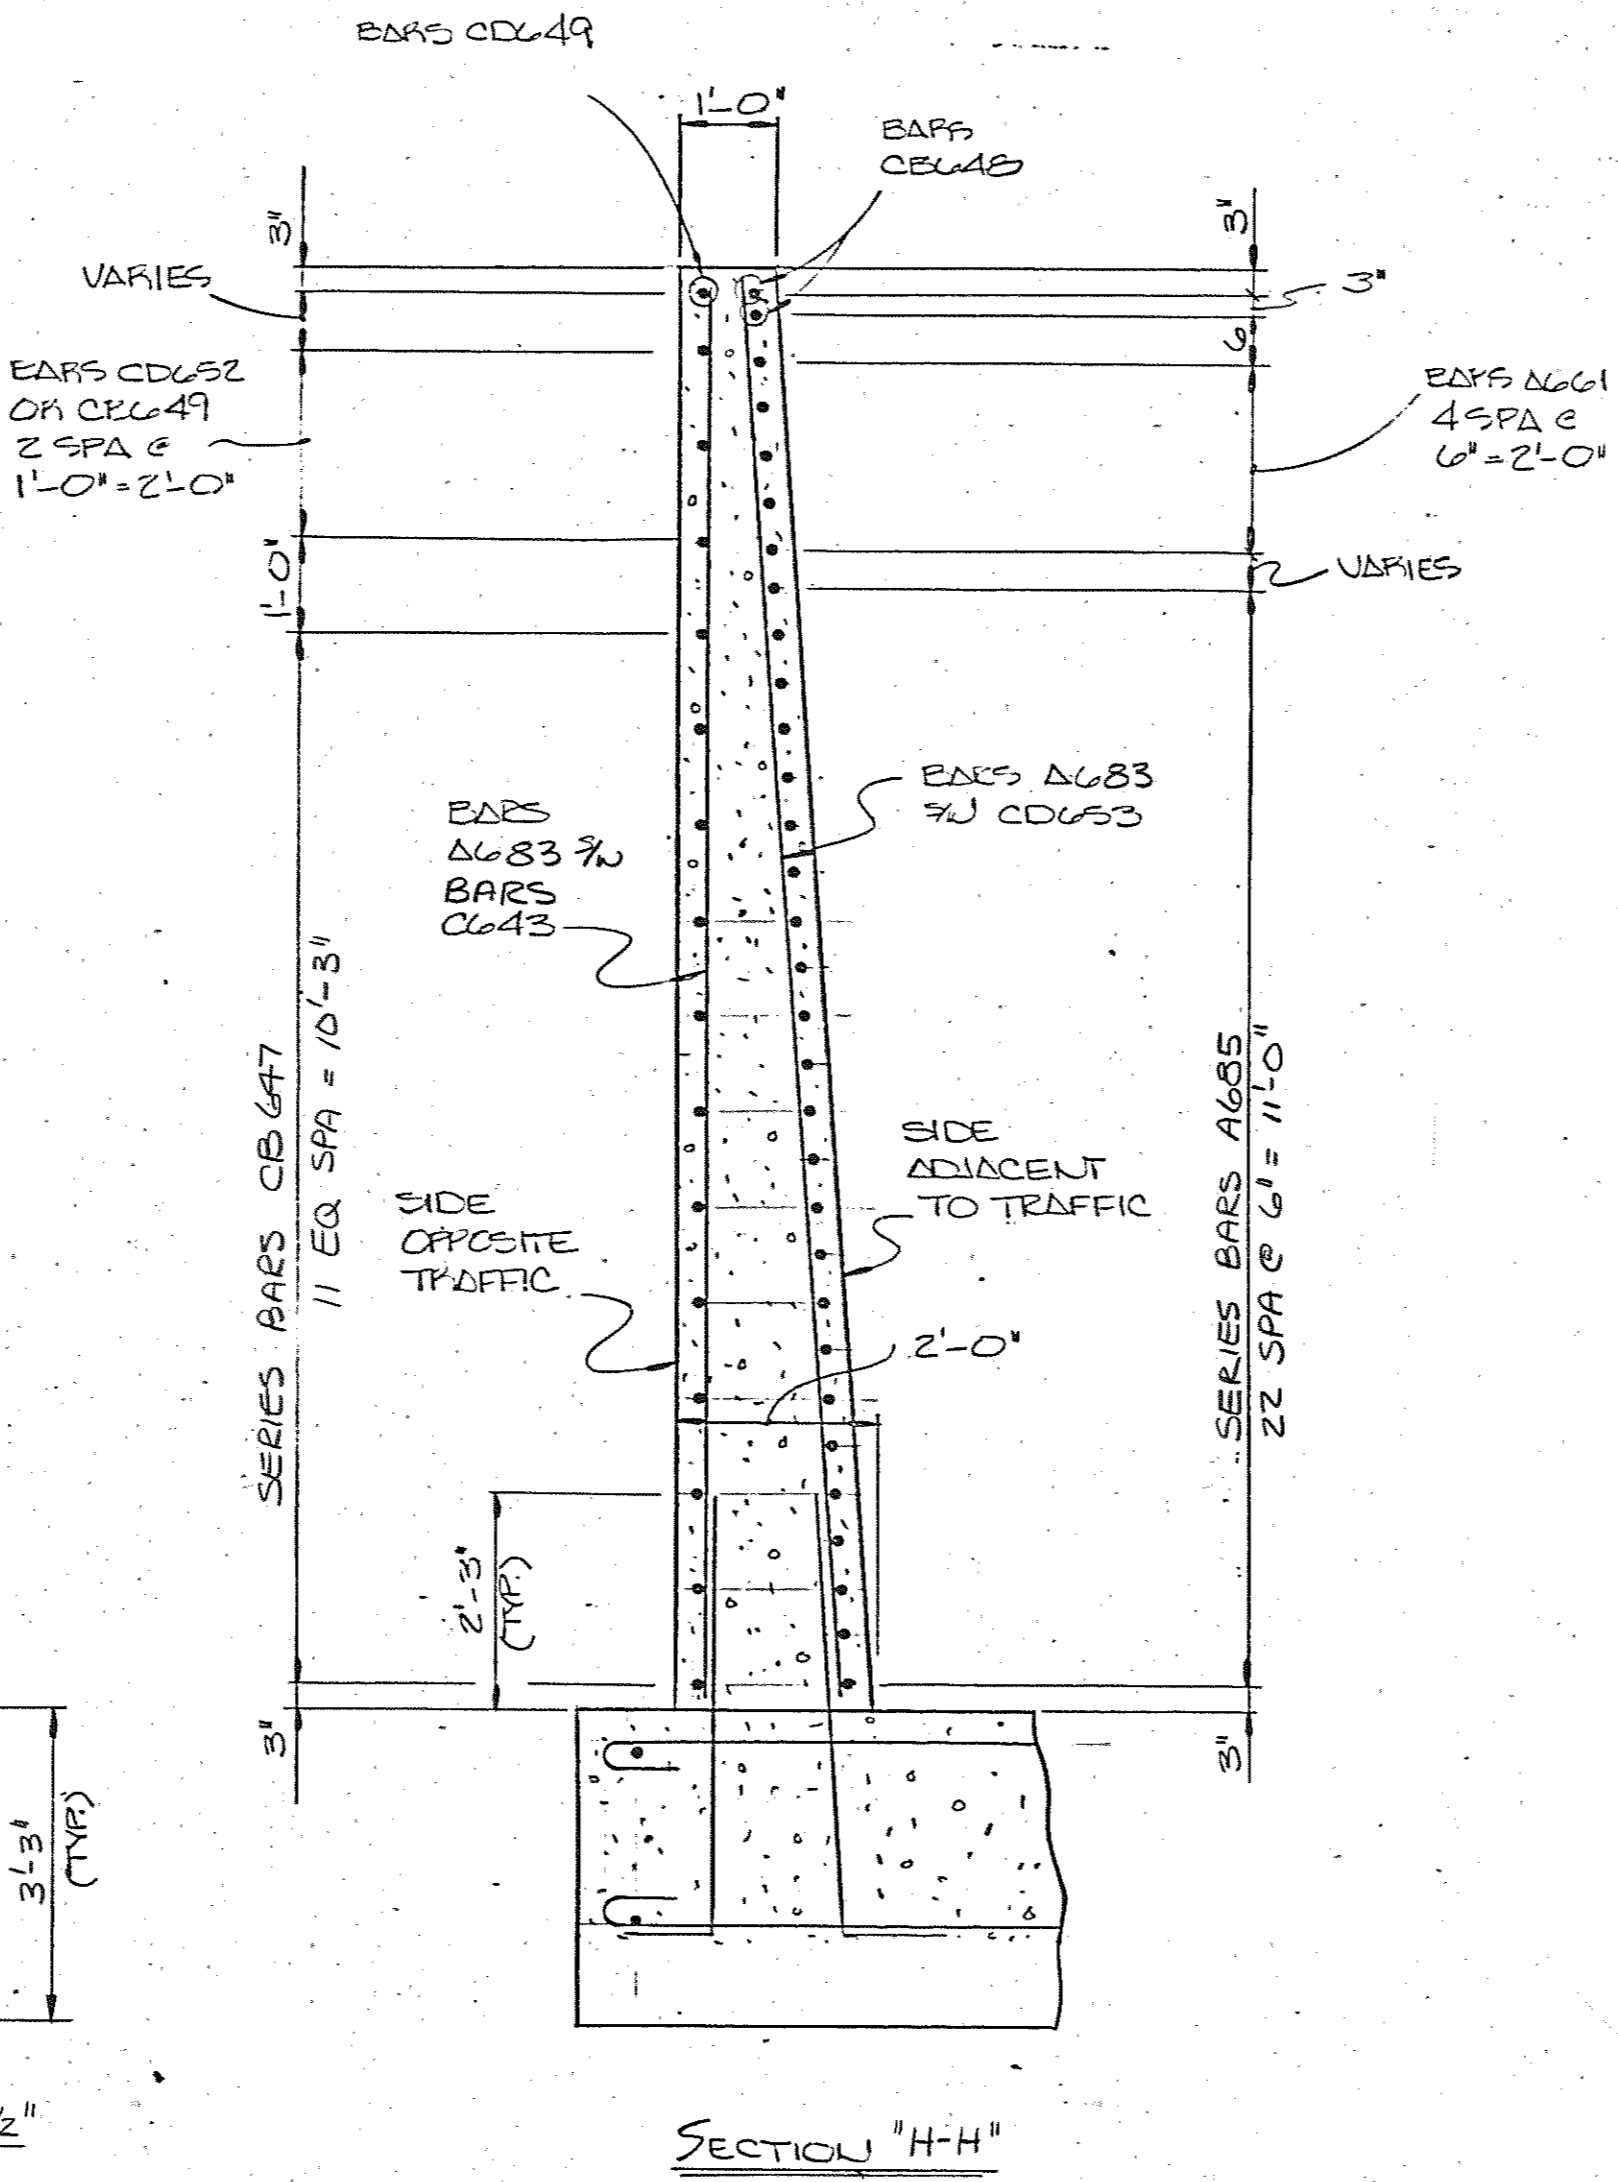 BARS CD649
1'-0"
BARS
CB648
3"
VARIES
3"
3"
6
BARS CD652
OR CB649
2 SPA @
1'-0" = 2'-0"
BARS A661
4 SPA @
6" = 2'-0"
1'-0"
VARIES
BARS A683
S/W CD653
BARS
A683 S/W
BARS
C643
SERIES BARS CB647
11 EQ SPA = 10'-3"
SERIES BARS A685
22 SPA @ 6" = 11'-0"
SIDE
ADJACENT
TO TRAFFIC
SIDE
OPPOSITE
TRAFFIC
2'-0"
2'-3"
(TYP.)
3"
3"
3'-3"
(TYP.)
SECTION "H-H"